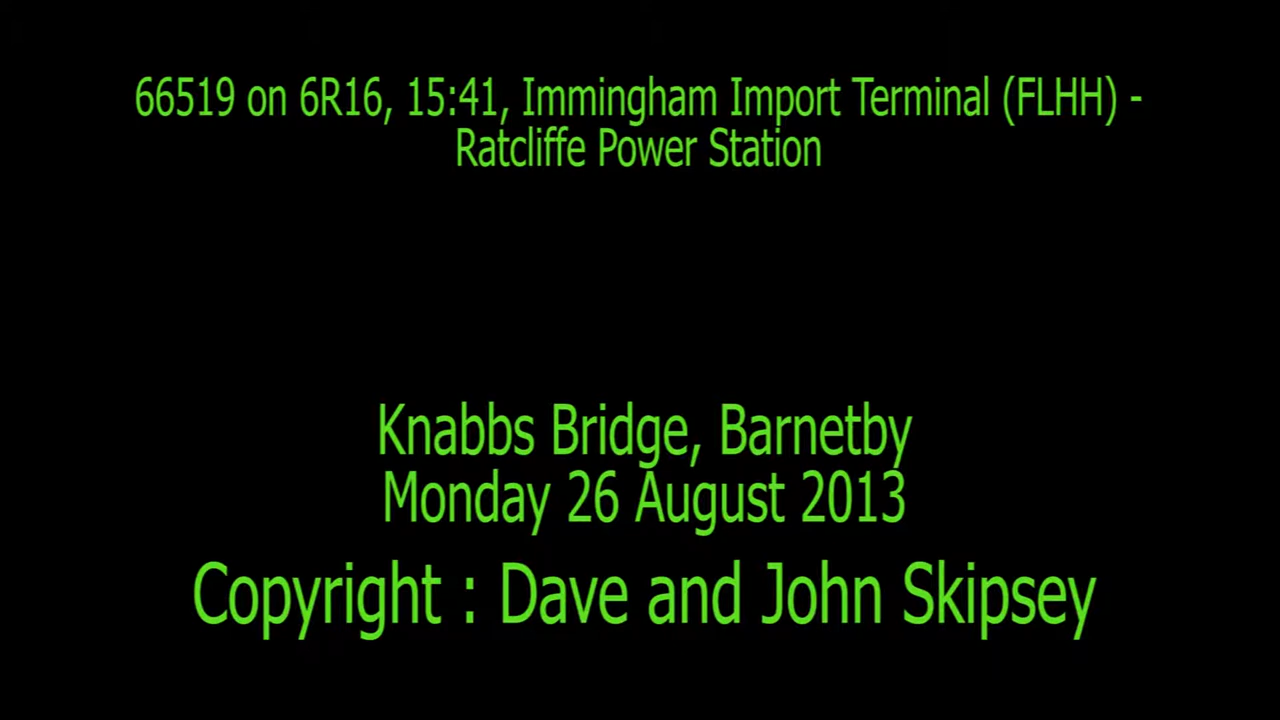 66519 on 6R16, 15:41, Immingham Import Terminal (FLHH) -
Ratcliffe Power Station
Knabbs Bridge, Barnetby
Monday 26 August 2013
Copyright : Dave and John Skipsey